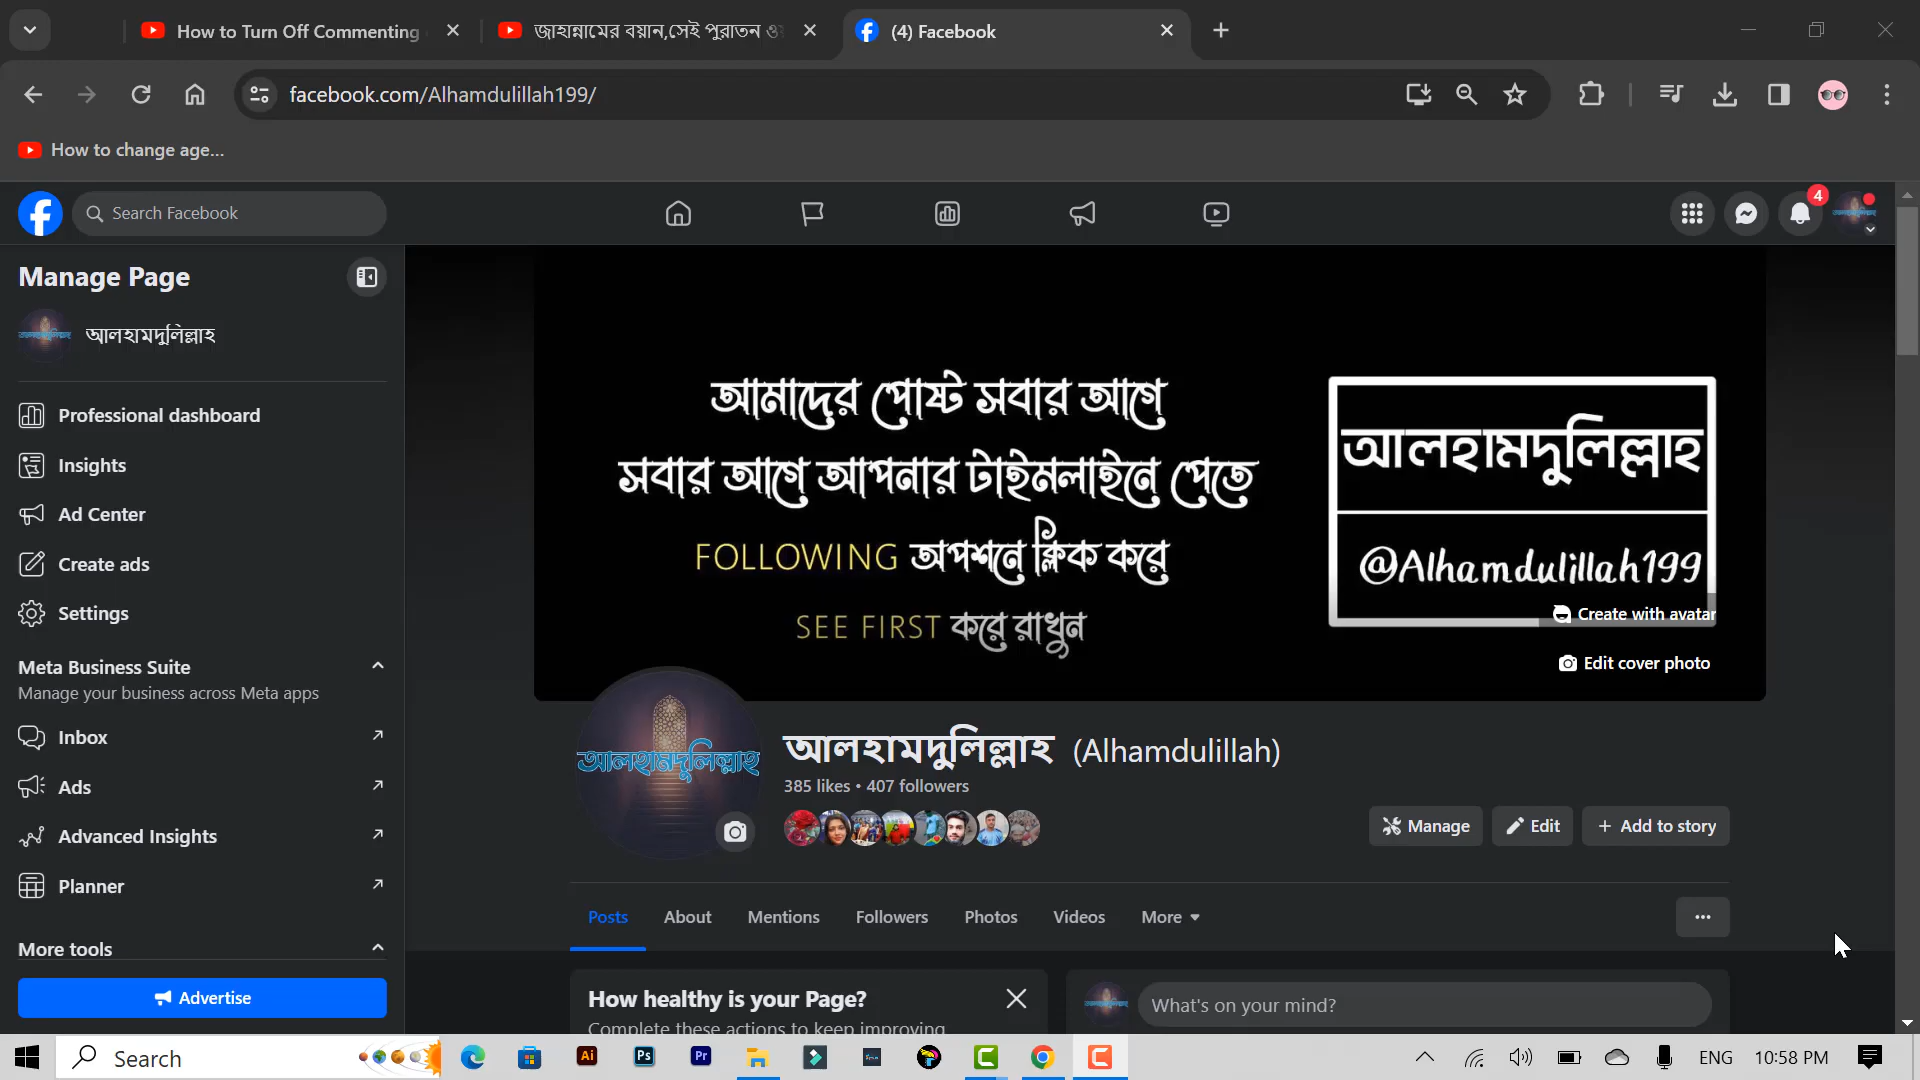 How to Turn Off Commenting
জাহান্নামের বয়ান,সেই পুরাতন ওয
(4) Facebook
facebook.com/Alhamdulillah199/
How to change age...
Search Facebook
4
Manage Page
আলহামদুলিল্লাহ
Professional dashboard
Insights
Ad Center
Create ads
Settings
Meta Business Suite
Manage your business across Meta apps
Inbox
Ads
Advanced Insights
Planner
More tools
Advertise
আমাদের পোষ্ট সবার আগে
সবার আগে আপনার টাইমলাইনে পেতে
FOLLOWING অপশনে ক্লিক করে
SEE FIRST করে রাখুন
আলহামদুলিল্লাহ
@Alhamdulillah199
Create with avatar
Edit cover photo
আলহামদুলিল্লাহ
আলহামদুলিল্লাহ (Alhamdulillah)
385 likes • 407 followers
Manage
Edit
+ Add to story
Posts
About
Mentions
Followers
Photos
Videos
More
How healthy is your Page?
Complete these actions to keep improving
What's on your mind?
Search
Ai
Ps
Pr
ENG
10:58 PM